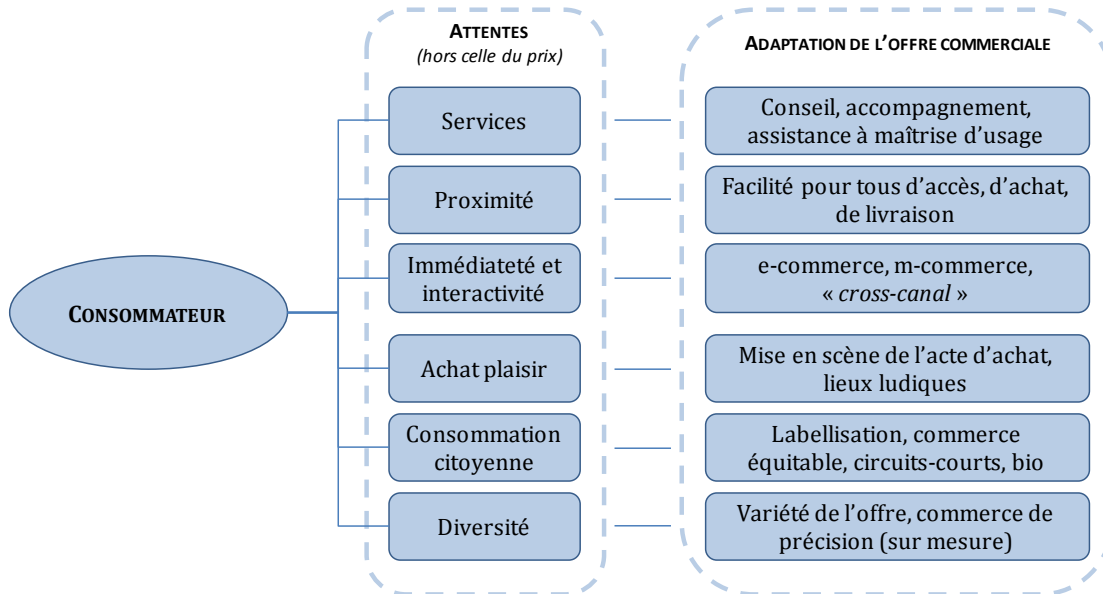 ATTENTES
(hors celle du prix)
ADAPTATION DE L’OFFRE COMMERCIALE
CONSOMMATEUR
Services
Conseil, accompagnement,
assistance à maîtrise d’usage
Proximité
Facilité pour tous d’accès, d’achat,
de livraison
Immédiateté et
interactivité
e-commerce, m-commerce,
« cross-canal »
Achat plaisir
Mise en scène de l’acte d’achat,
lieux ludiques
Consommation
citoyenne
Labellisation, commerce
équitable, circuits-courts, bio
Diversité
Variété de l’offre, commerce de
précision (sur mesure)